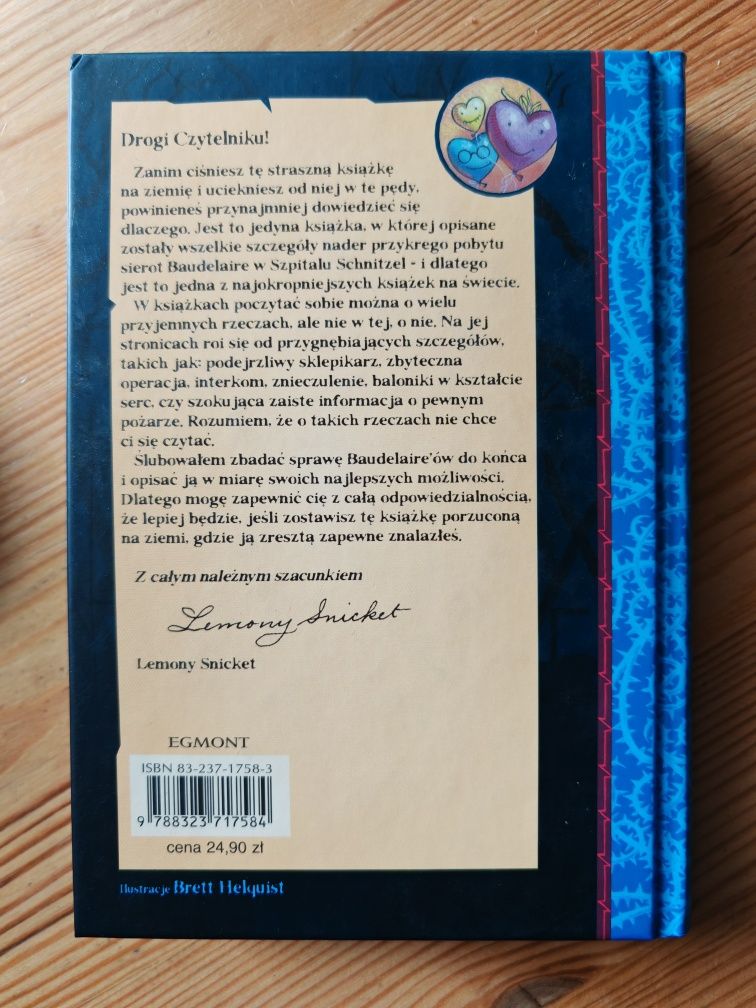 Drogi Czytelniku!
Zanim ciśniesz tę straszną książkę
na ziemię i uciekniesz od niej w te pędy,
powinieneś przynajmniej dowiedzieć się
dlaczego. Jest to jedyna książka, w której opisane
zostały wszelkie szczegóły nader przykrego pobytu
sierot Baudelaire w Szpitalu Schnitzel - i dlatego
jest to jedna z najokropniejszych książek na świecie.
W książkach poczytać sobie można o wielu
przyjemnych rzeczach, ale nie w tej, o nie. Na jej
stronicach roi się od przygnębiających szczegółów,
takich jak: podejrzliwy sklepikarz, zbyteczna
operacja, interkom, znieczulenie, baloniki w kształcie
serc, czy szokująca zaiste informacja o pewnym
pożarze. Rozumiem, że o takich rzeczach nie chce
ci się czytać.
Ślubowałem zbadać sprawę Baudelaire'ów do końca
i opisać ją w miarę swoich najlepszych możliwości.
Dlatego mogę zapewnić cię z całą odpowiedzialnością,
że lepiej będzie, jeśli zostawisz tę książkę porzuconą
na ziemi, gdzie ją zresztą zapewne znalazłeś.
Z całym należnym szacunkiem
Lemony Snicket
Lemony Snicket
EGMONT
ISBN 83-237-1758-3
9 788323 717584
cena 24,90 zł
Ilustracje Brett Helquist